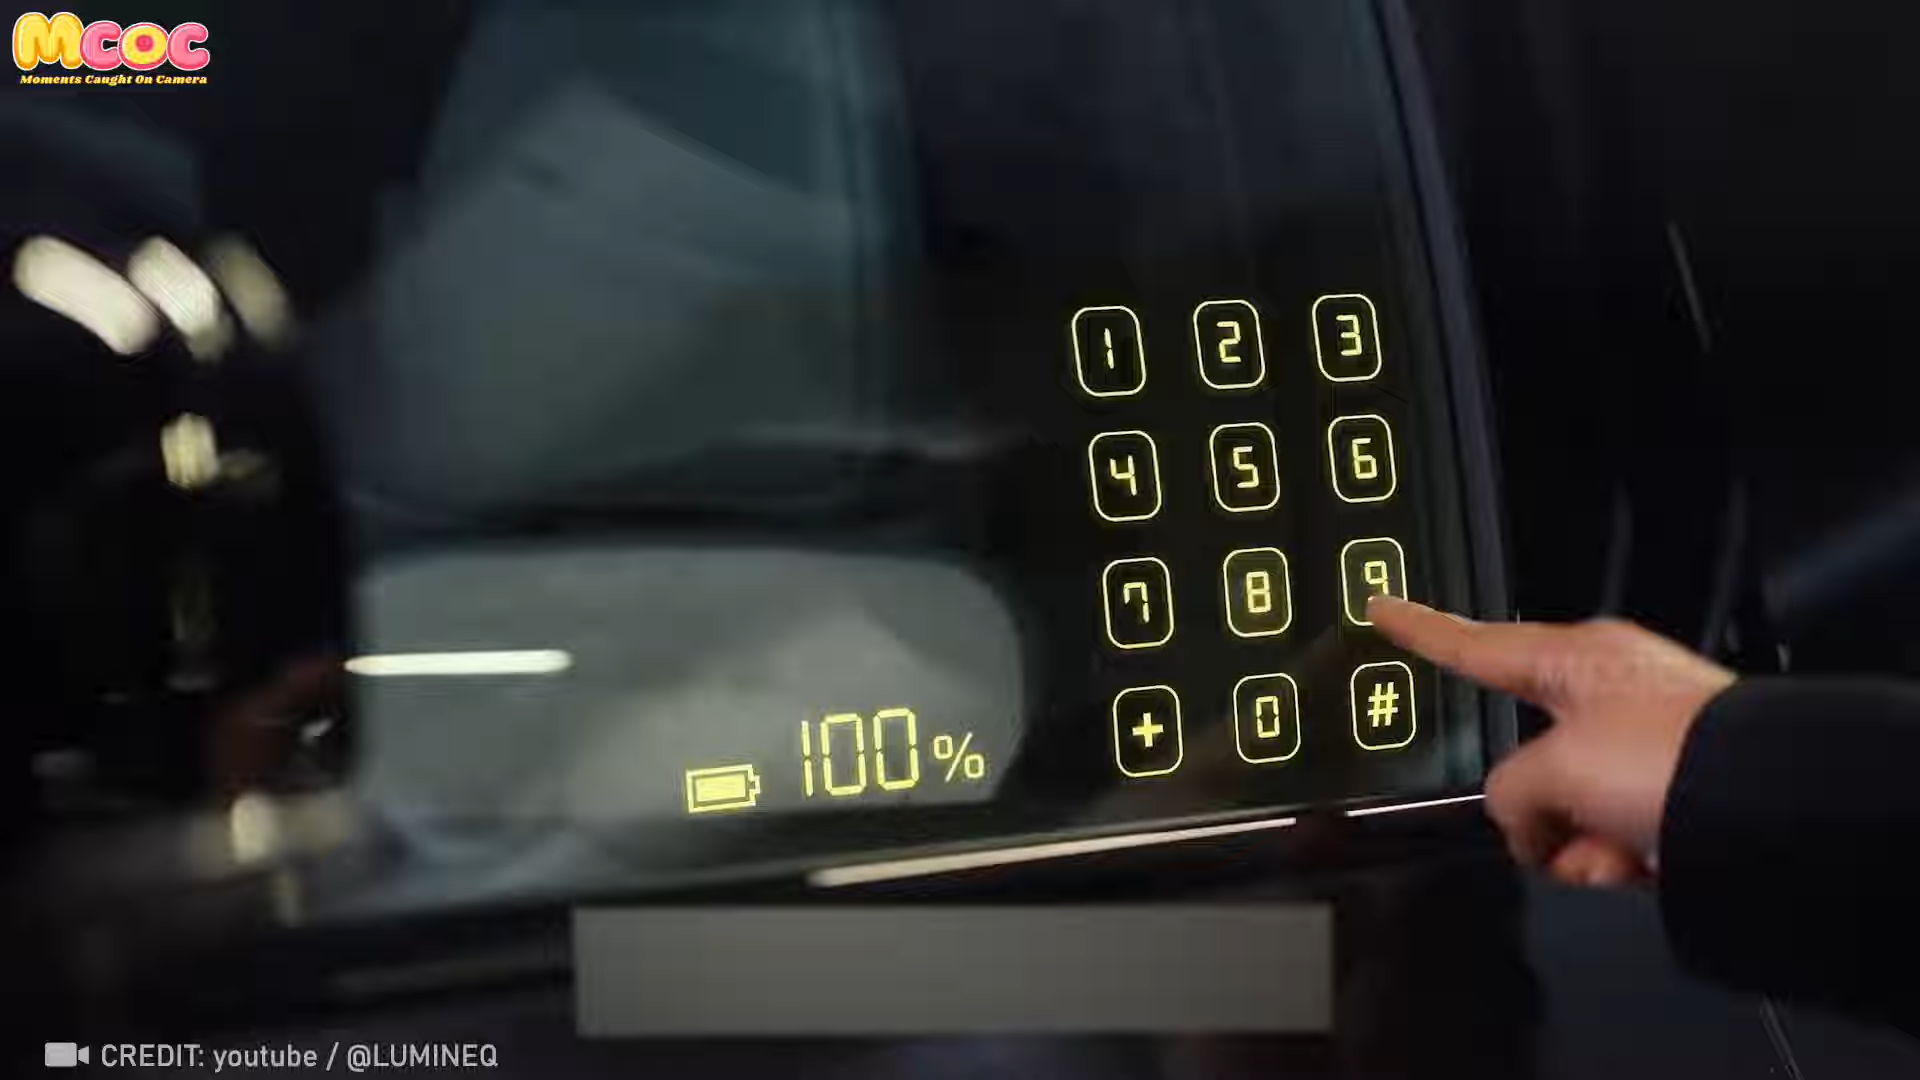 MCOC
Moments Caught On Camera
1 2 3
4 5 6
7 8 9
+ 0 #
100%
CREDIT: youtube / @LUMINEQ